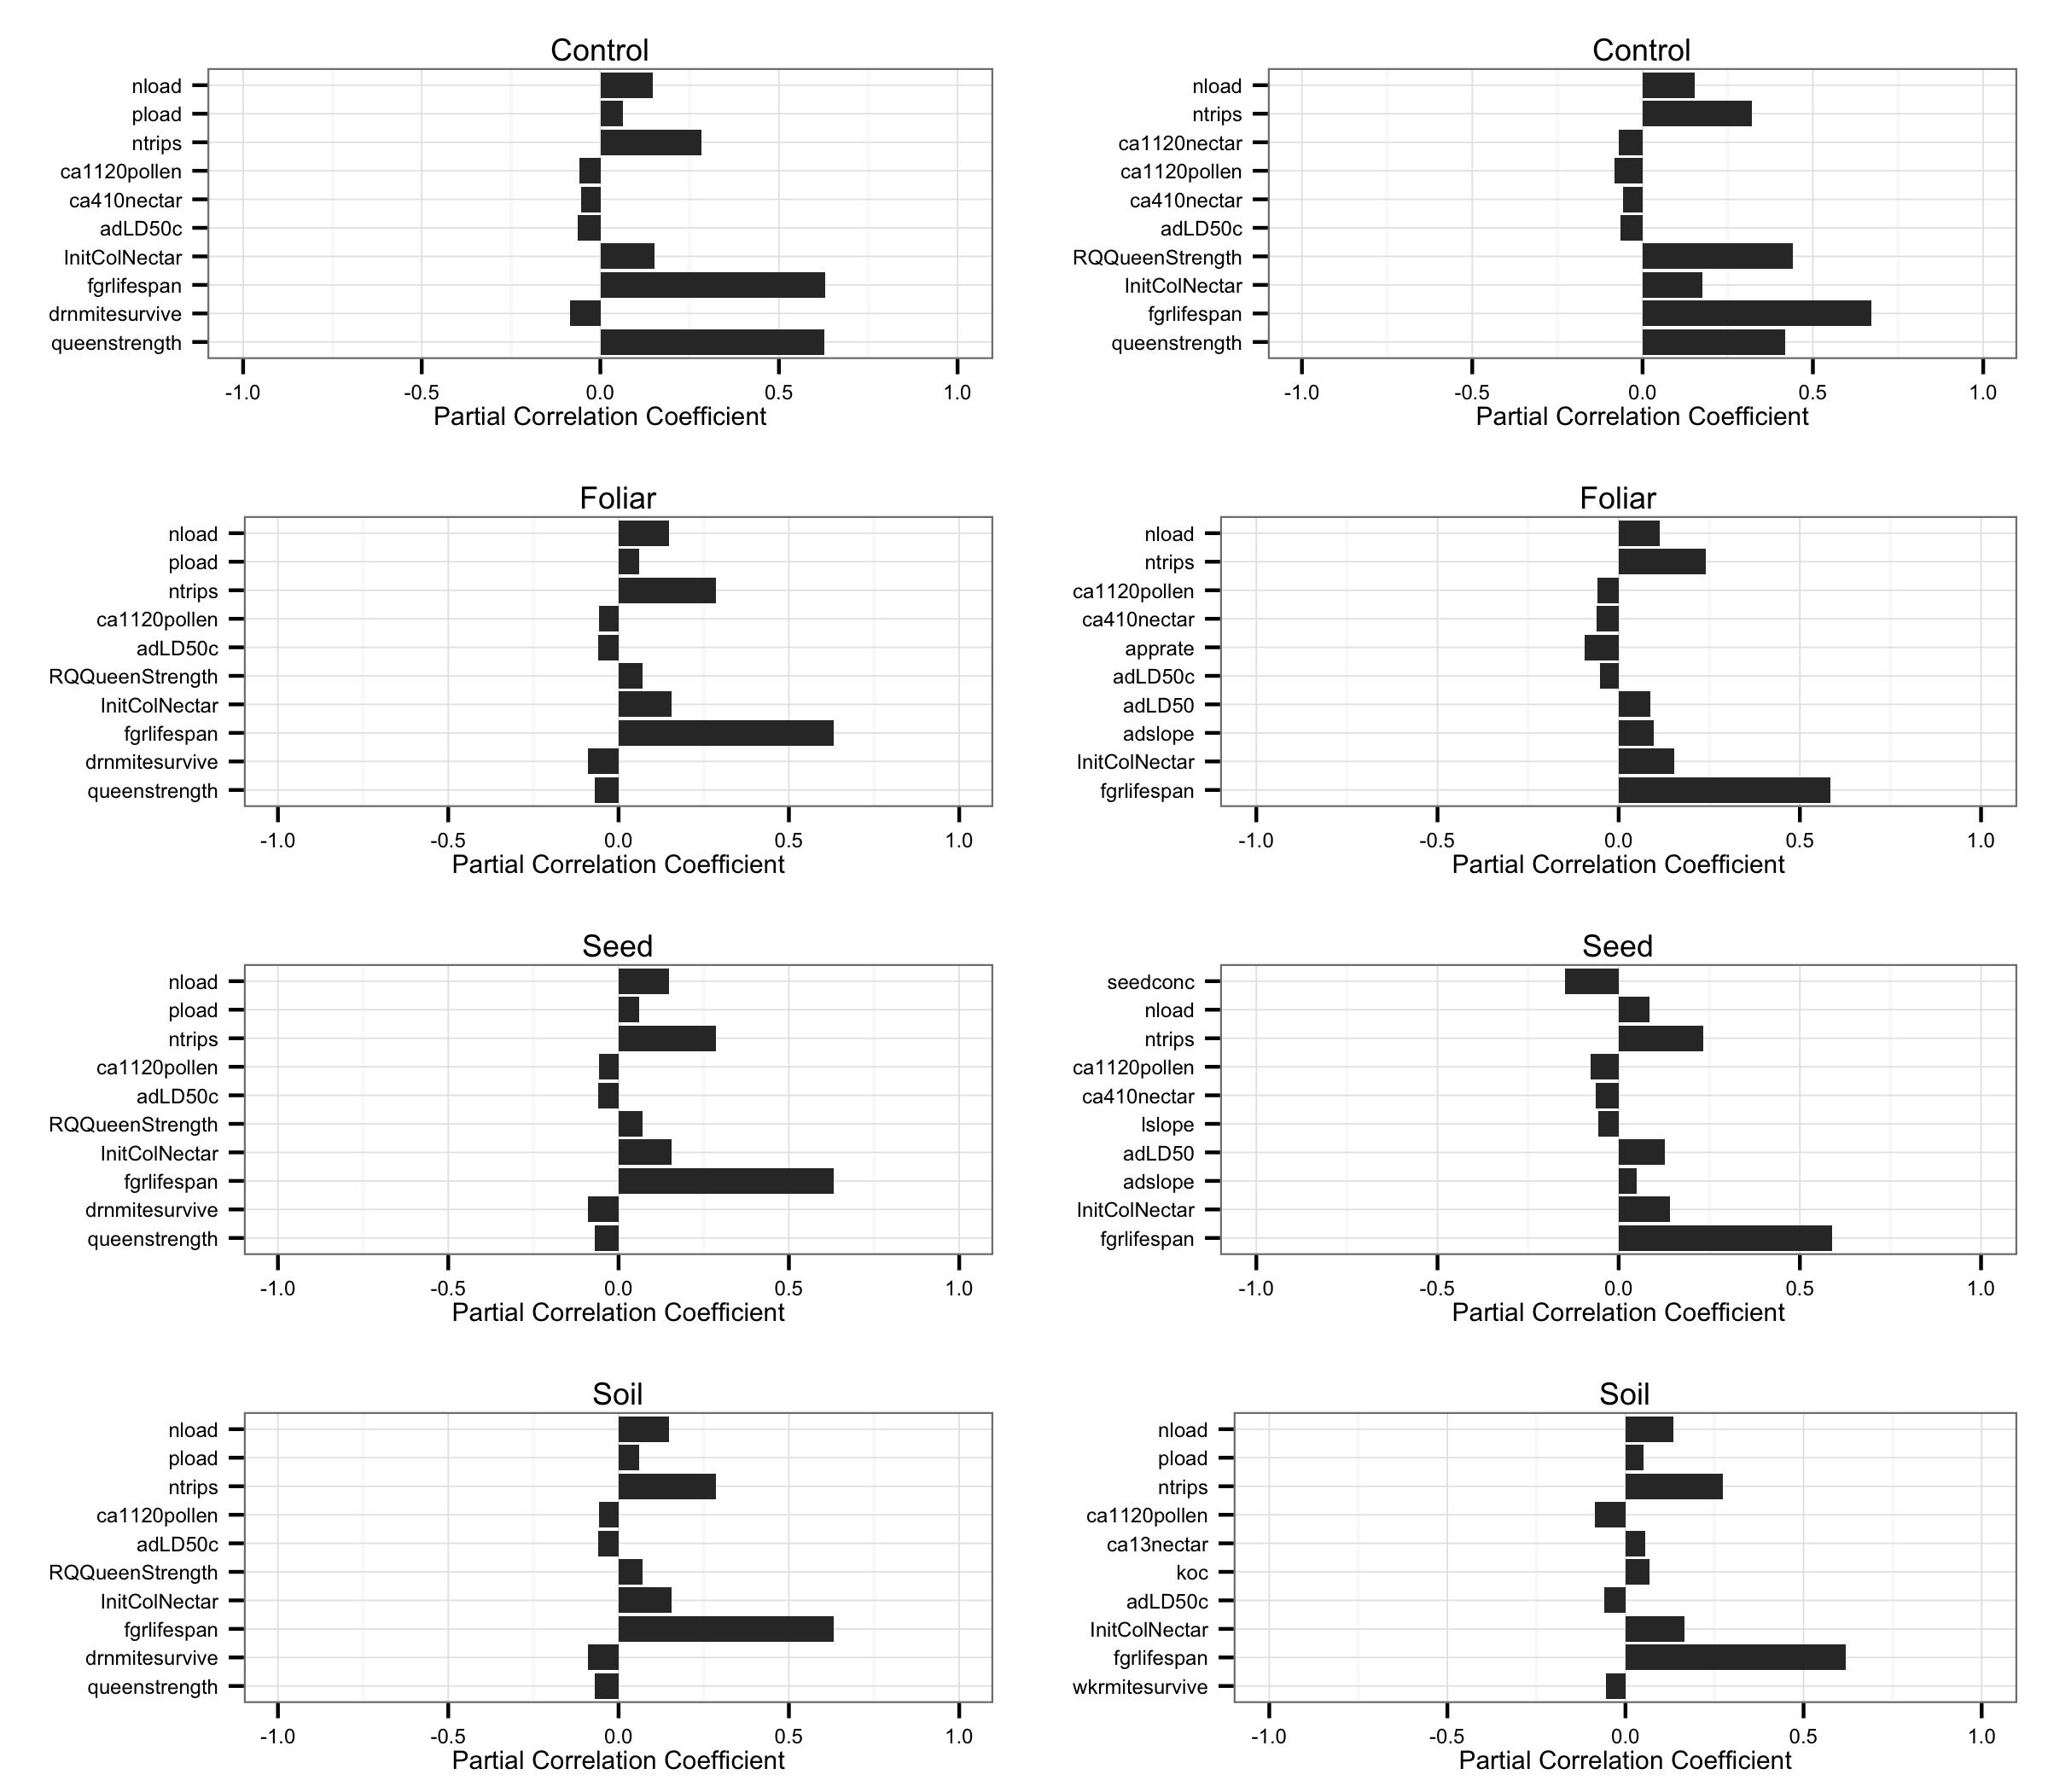 Control
nload
pload
ntrips
ca1120pollen
ca410nectar
adLD50c
InitColNectar
fgrlifespan
drnmitesurvive
queenstrength
-1.0 -0.5 0.0 0.5 1.0
Partial Correlation Coefficient
Control
nload
ntrips
ca1120nectar
ca1120pollen
ca410nectar
adLD50c
RQQueenStrength
InitColNectar
fgrlifespan
queenstrength
-1.0 -0.5 0.0 0.5 1.0
Partial Correlation Coefficient
Foliar
nload
pload
ntrips
ca1120pollen
adLD50c
RQQueenStrength
InitColNectar
fgrlifespan
drnmitesurvive
queenstrength
-1.0 -0.5 0.0 0.5 1.0
Partial Correlation Coefficient
Foliar
nload
ntrips
ca1120pollen
ca410nectar
apprate
adLD50c
adLD50
adslope
InitColNectar
fgrlifespan
-1.0 -0.5 0.0 0.5 1.0
Partial Correlation Coefficient
Seed
nload
pload
ntrips
ca1120pollen
adLD50c
RQQueenStrength
InitColNectar
fgrlifespan
drnmitesurvive
queenstrength
-1.0 -0.5 0.0 0.5 1.0
Partial Correlation Coefficient
Seed
seedconc
nload
ntrips
ca1120pollen
ca410nectar
lslope
adLD50
adslope
InitColNectar
fgrlifespan
-1.0 -0.5 0.0 0.5 1.0
Partial Correlation Coefficient
Soil
nload
pload
ntrips
ca1120pollen
adLD50c
RQQueenStrength
InitColNectar
fgrlifespan
drnmitesurvive
queenstrength
-1.0 -0.5 0.0 0.5 1.0
Partial Correlation Coefficient
Soil
nload
pload
ntrips
ca1120pollen
ca13nectar
koc
adLD50c
InitColNectar
fgrlifespan
wkrmitesurvive
-1.0 -0.5 0.0 0.5 1.0
Partial Correlation Coefficient